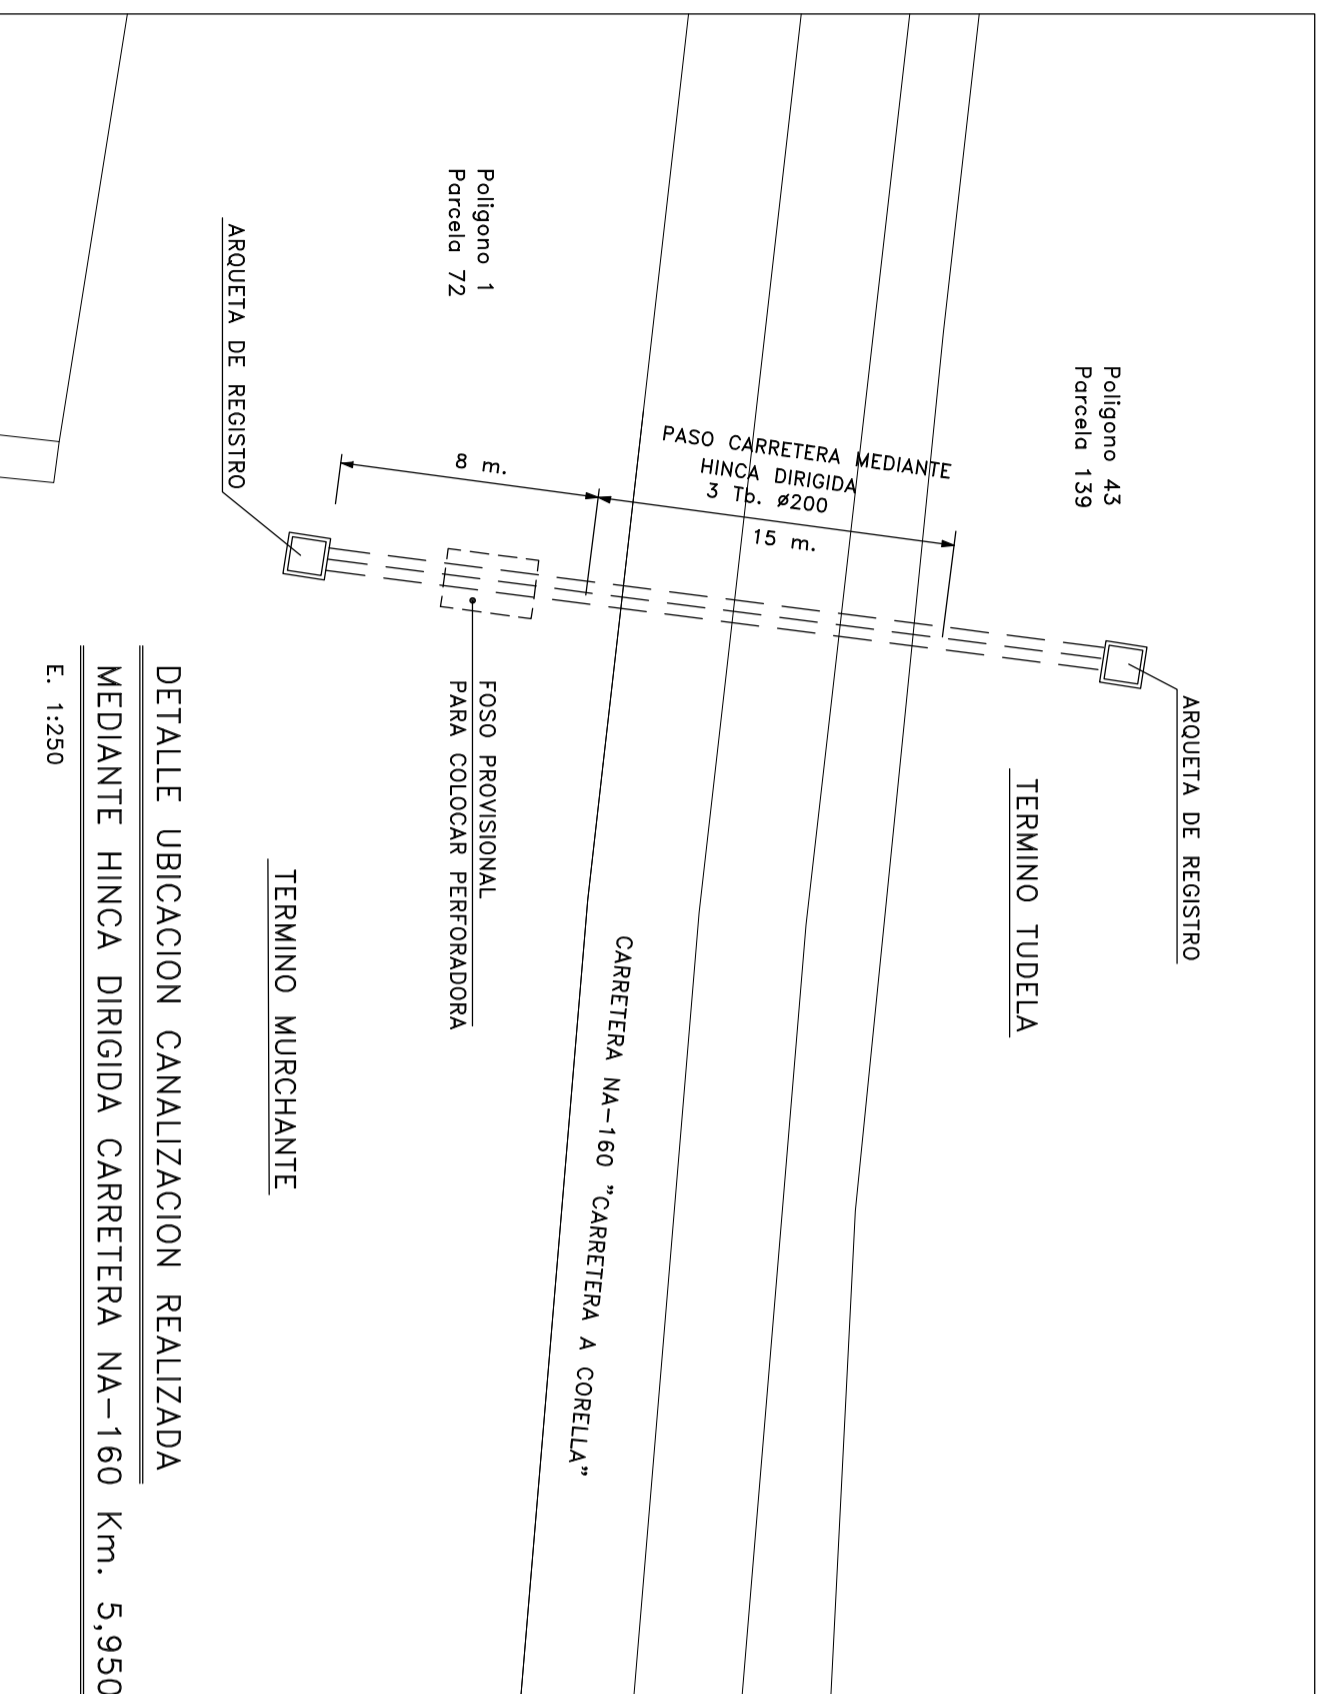 Poligono 43
Parcela 139
ARQUETA DE REGISTRO
TERMINO TUDELA
PASO CARRETERA MEDIANTE
HINCA DIRIGIDA
3 Tb. ø200
15 m.
8 m.
CARRETERA NA-160 "CARRETERA A CORELLA"
Poligono 1
Parcela 72
FOSO PROVISIONAL
PARA COLOCAR PERFORADORA
ARQUETA DE REGISTRO
TERMINO MURCHANTE
DETALLE UBICACION CANALIZACION REALIZADA
MEDIANTE HINCA DIRIGIDA CARRETERA NA-160 Km. 5,950
E. 1:250